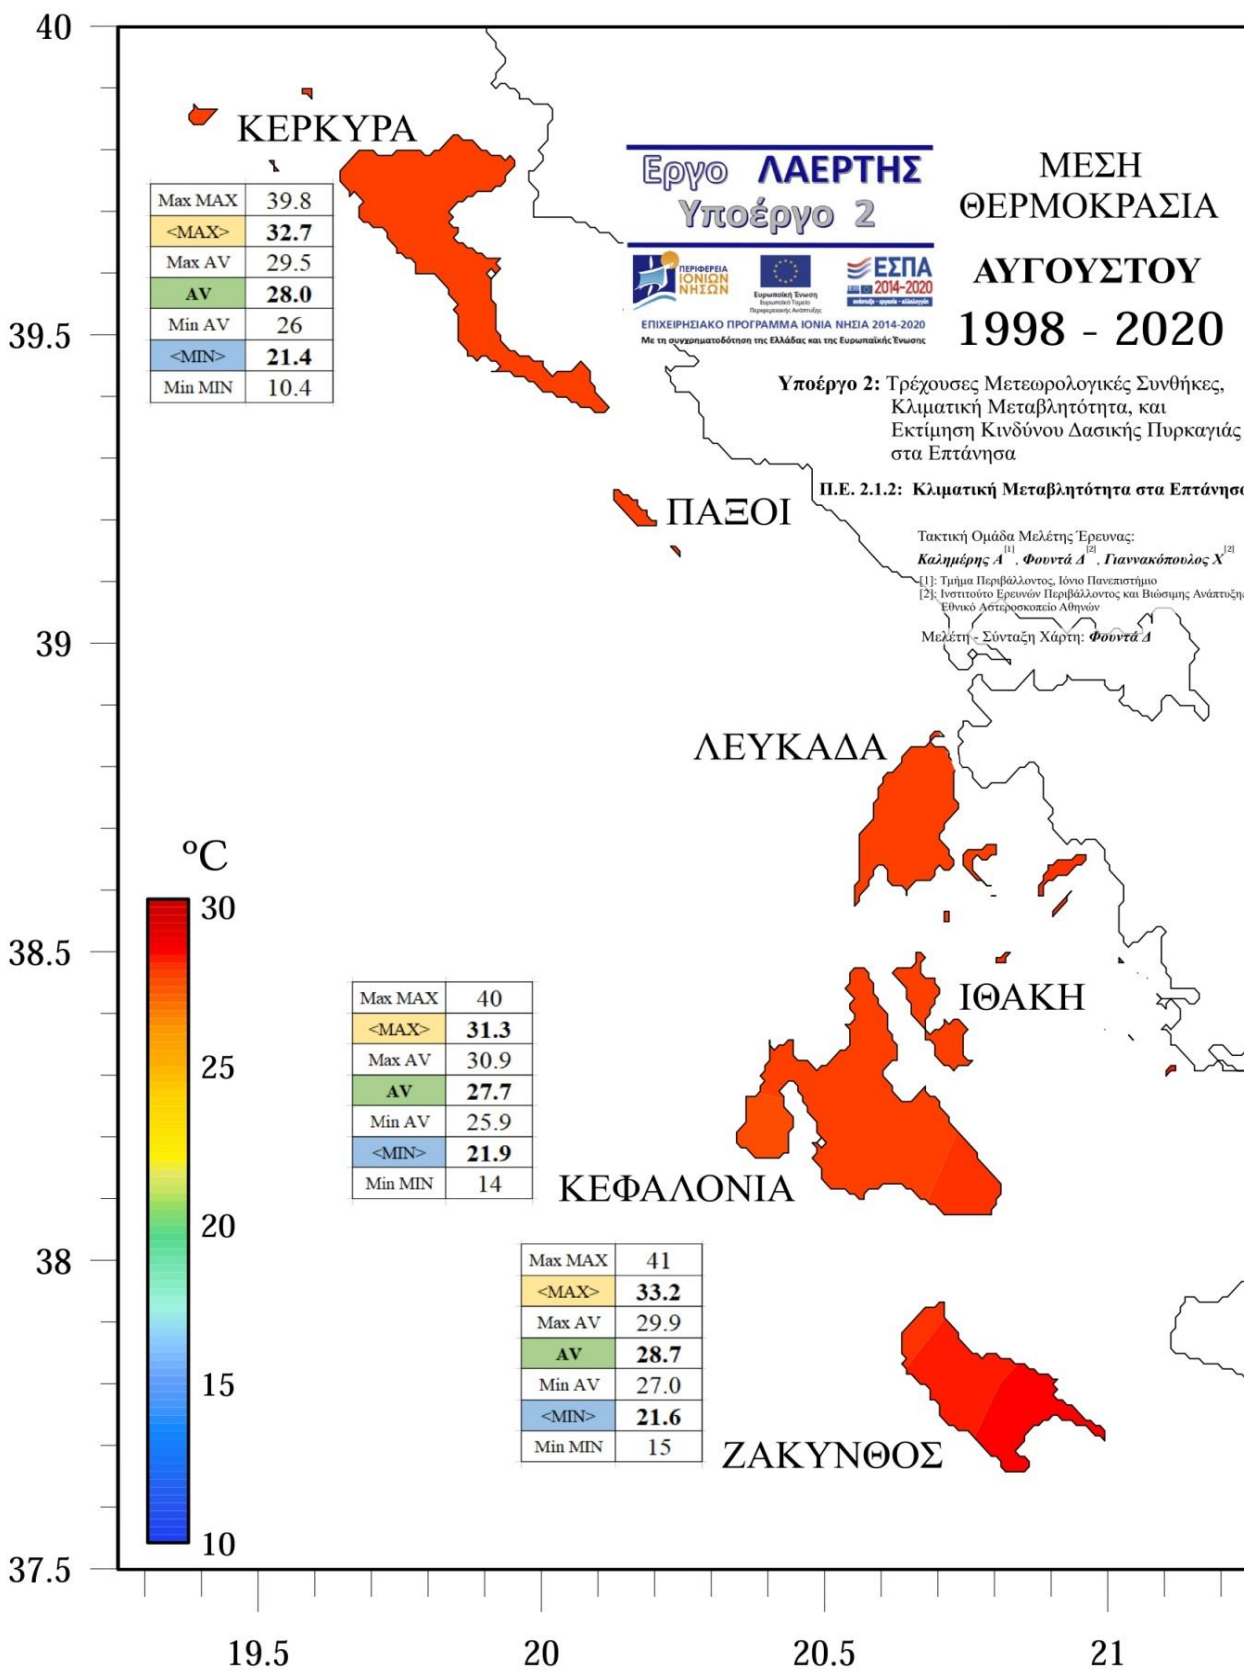 40
39.5
39
38.5
38
37.5
19.5
20
20.5
21
ΚΕΡΚΥΡΑ
Max MAX 39.8
<MAX> 32.7
Max AV 29.5
AV 28.0
Min AV 26
<MIN> 21.4
Min MIN 10.4
Εργο ΛΑΕΡΤΗΣ
Υποέργο 2
ΠΕΡΙΦΕΡΕΙΑ
ΙΟΝΙΩΝ
ΝΗΣΩΝ
Ευρωπαϊκή Ένωση
Ευρωπαϊκό Ταμείο
Περιφερειακής Ανάπτυξης
ΕΣΠΑ
2014-2020
ανάπτυξη - εργασία - αλληλεγγύη
ΕΠΙΧΕΙΡΗΣΙΑΚΟ ΠΡΟΓΡΑΜΜΑ ΙΟΝΙΑ ΝΗΣΙΑ 2014-2020
Με τη συγχρηματοδότηση της Ελλάδας και της Ευρωπαϊκής Ένωσης
ΜΕΣΗ
ΘΕΡΜΟΚΡΑΣΙΑ
ΑΥΓΟΥΣΤΟΥ
1998 - 2020
Υποέργο 2: Τρέχουσες Μετεωρολογικές Συνθήκες,
Κλιματική Μεταβλητότητα, και
Εκτίμηση Κινδύνου Δασικής Πυρκαγιάς
στα Επτάνησα
Π.Ε. 2.1.2: Κλιματική Μεταβλητότητα στα Επτάνησα
Τακτική Ομάδα Μελέτης Έρευνας:
Καλημέρης Α[1], Φουντά Δ[2], Γιαννακόπουλος Χ[2]
[1]: Τμήμα Περιβάλλοντος, Ιόνιο Πανεπιστήμιο
[2]: Ινστιτούτο Ερευνών Περιβάλλοντος και Βιώσιμης Ανάπτυξης
Εθνικό Αστεροσκοπείο Αθηνών
Μελέτη - Σύνταξη Χάρτη: Φουντά Δ
ΠΑΞΟΙ
ΛΕΥΚΑΔΑ
ΙΘΑΚΗ
°C
30
25
20
15
10
Max MAX 40
<MAX> 31.3
Max AV 30.9
AV 27.7
Min AV 25.9
<MIN> 21.9
Min MIN 14
ΚΕΦΑΛΟΝΙΑ
Max MAX 41
<MAX> 33.2
Max AV 29.9
AV 28.7
Min AV 27.0
<MIN> 21.6
Min MIN 15
ΖΑΚΥΝΘΟΣ